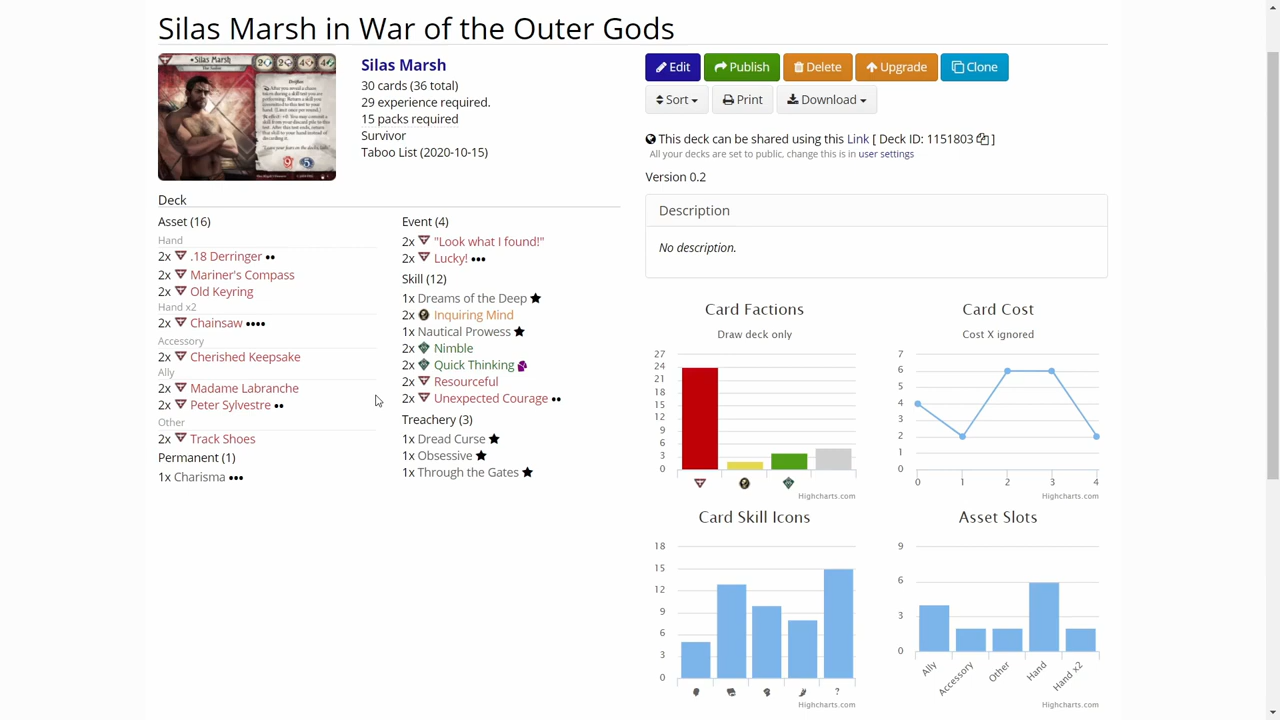 Silas Marsh in War of the Outer Gods
Silas Marsh
Silas Marsh
30 cards (36 total)
29 experience required.
15 packs required
Survivor
Taboo List (2020-10-15)
Edit
Publish
Delete
Upgrade
Clone
Sort
Print
Download
This deck can be shared using this Link [ Deck ID: 1151803 ]
All your decks are set to public, change this is in user settings
Version 0.2
Description
No description.
Deck
Asset (16)
Hand
2x .18 Derringer ••
2x Mariner's Compass
2x Old Keyring
Hand x2
2x Chainsaw ••••
Accessory
2x Cherished Keepsake
Ally
2x Madame Labranche
2x Peter Sylvestre ••
Other
2x Track Shoes
Permanent (1)
1x Charisma •••
Event (4)
2x "Look what I found!"
2x Lucky! •••
Skill (12)
1x Dreams of the Deep ★
2x Inquiring Mind
1x Nautical Prowess ★
2x Nimble
2x Quick Thinking
2x Resourceful
2x Unexpected Courage ••
Treachery (3)
1x Dread Curse ★
1x Obsessive ★
1x Through the Gates ★
Card Factions
Draw deck only
27
24
21
18
15
12
9
6
3
0
Highcharts.com
Card Cost
Cost X ignored
7
6
5
4
3
2
1
0
0 1 2 3 4
Highcharts.com
Card Skill Icons
18
15
12
9
6
3
0
?
Highcharts.com
Asset Slots
9
6
3
0
Ally
Accessory
Other
Hand
Hand x2
Highcharts.com